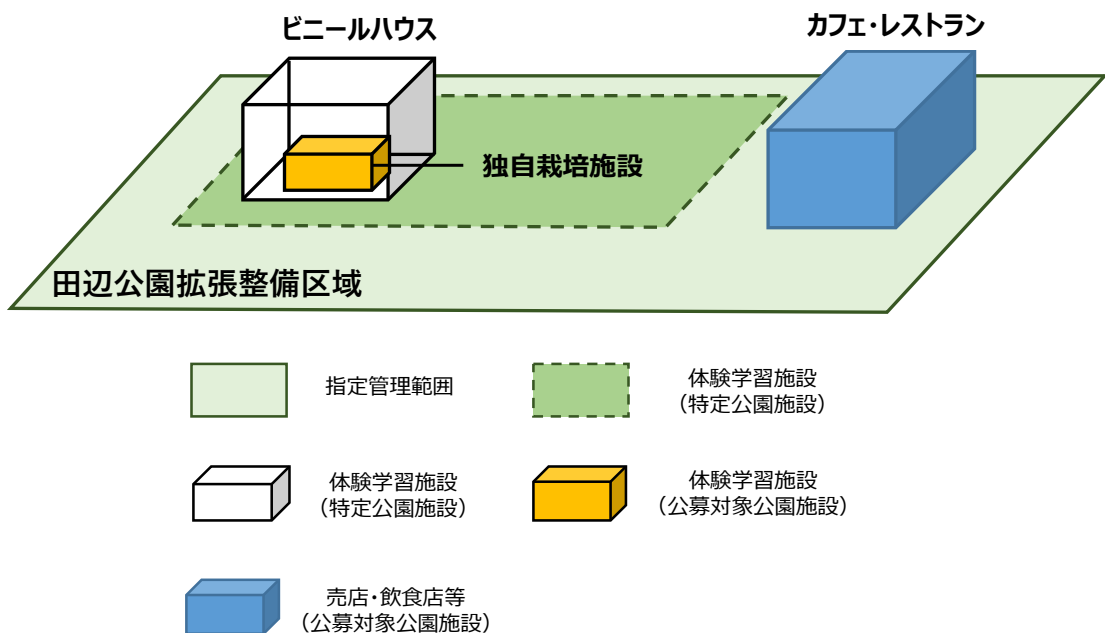 ビニールハウス
カフェ・レストラン
独自栽培施設
田辺公園拡張整備区域
指定管理範囲
体験学習施設
（特定公園施設）
体験学習施設
（特定公園施設）
体験学習施設
（公募対象公園施設）
売店・飲食店等
（公募対象公園施設）